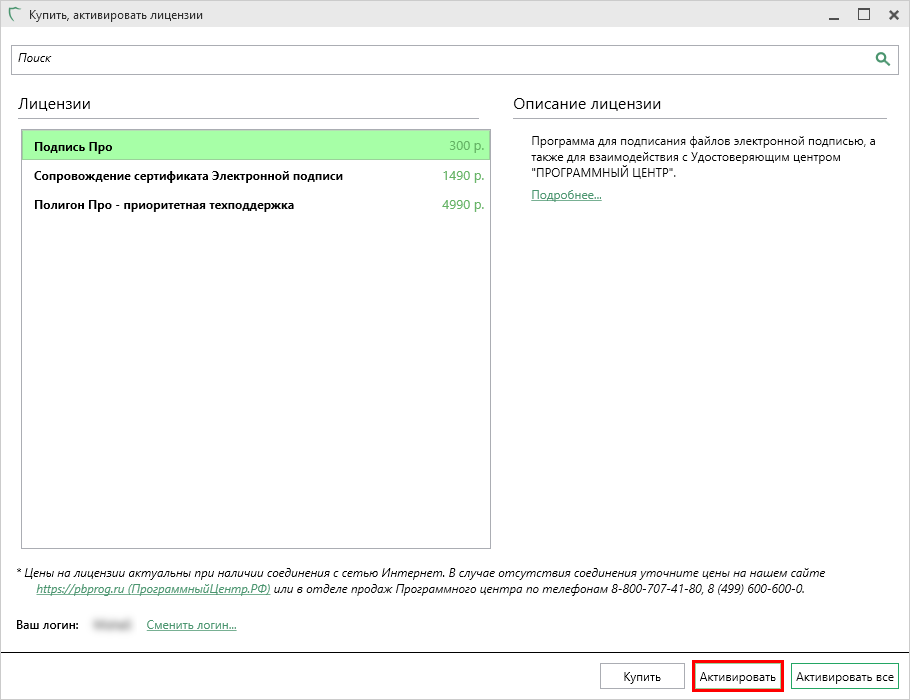 Купить, активировать лицензии
Поиск
Лицензии
Подпись Про 300 р.
Сопровождение сертификата Электронной подписи 1490 р.
Полигон Про - приоритетная техподдержка 4990 р.
Описание лицензии
Программа для подписания файлов электронной подписью, а
также для взаимодействия с Удостоверяющим центром
"ПРОГРАММНЫЙ ЦЕНТР".
Подробнее...
* Цены на лицензии актуальны при наличии соединения с сетью Интернет. В случае отсутствия соединения уточните цены на нашем сайте
https://pbprog.ru (ПрограммныйЦентр.РФ) или в отделе продаж Программного центра по телефонам 8-800-707-41-80, 8 (499) 600-600-0.
Ваш логин: Сменить логин...
Купить Активировать Активировать все